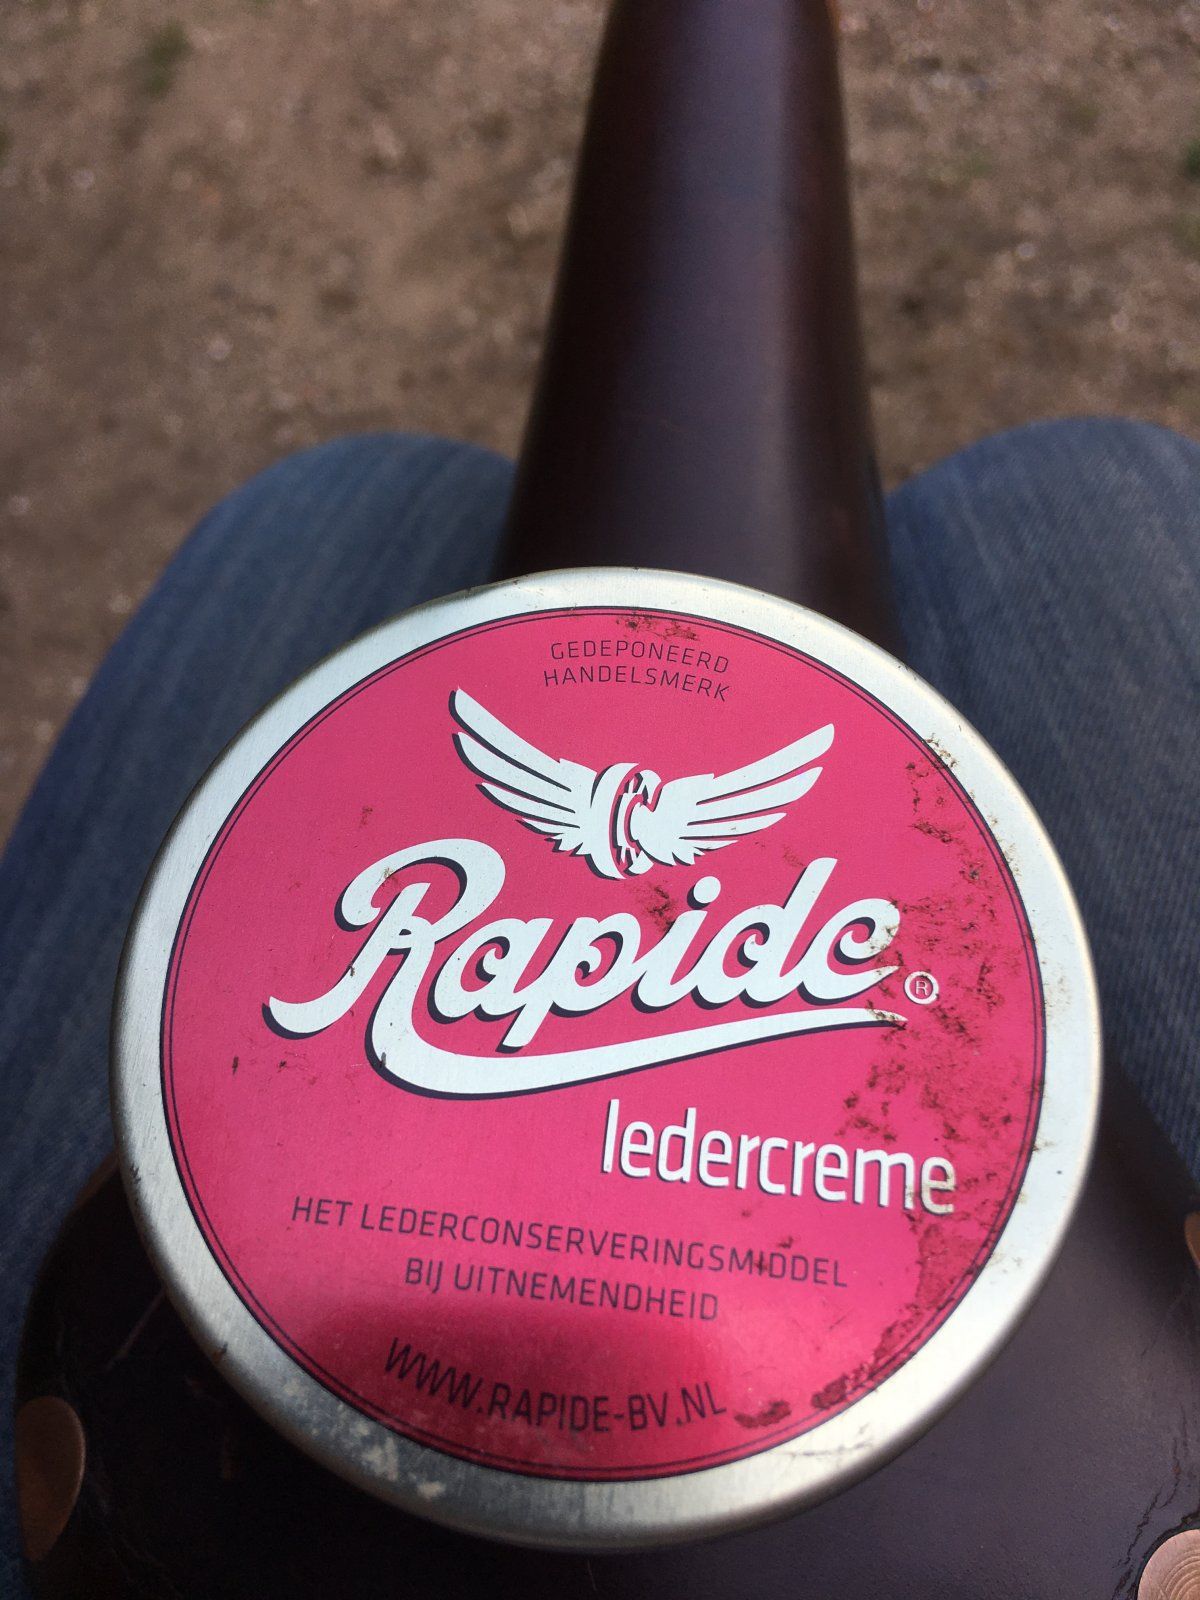 GEDEPONEERD
HANDELSMERK
Rapide ®
ledercreme
HET LEDERCONSERVERINGSMIDDEL
BIJ UITNEMENDHEID
WWW.RAPIDE-BV.NL